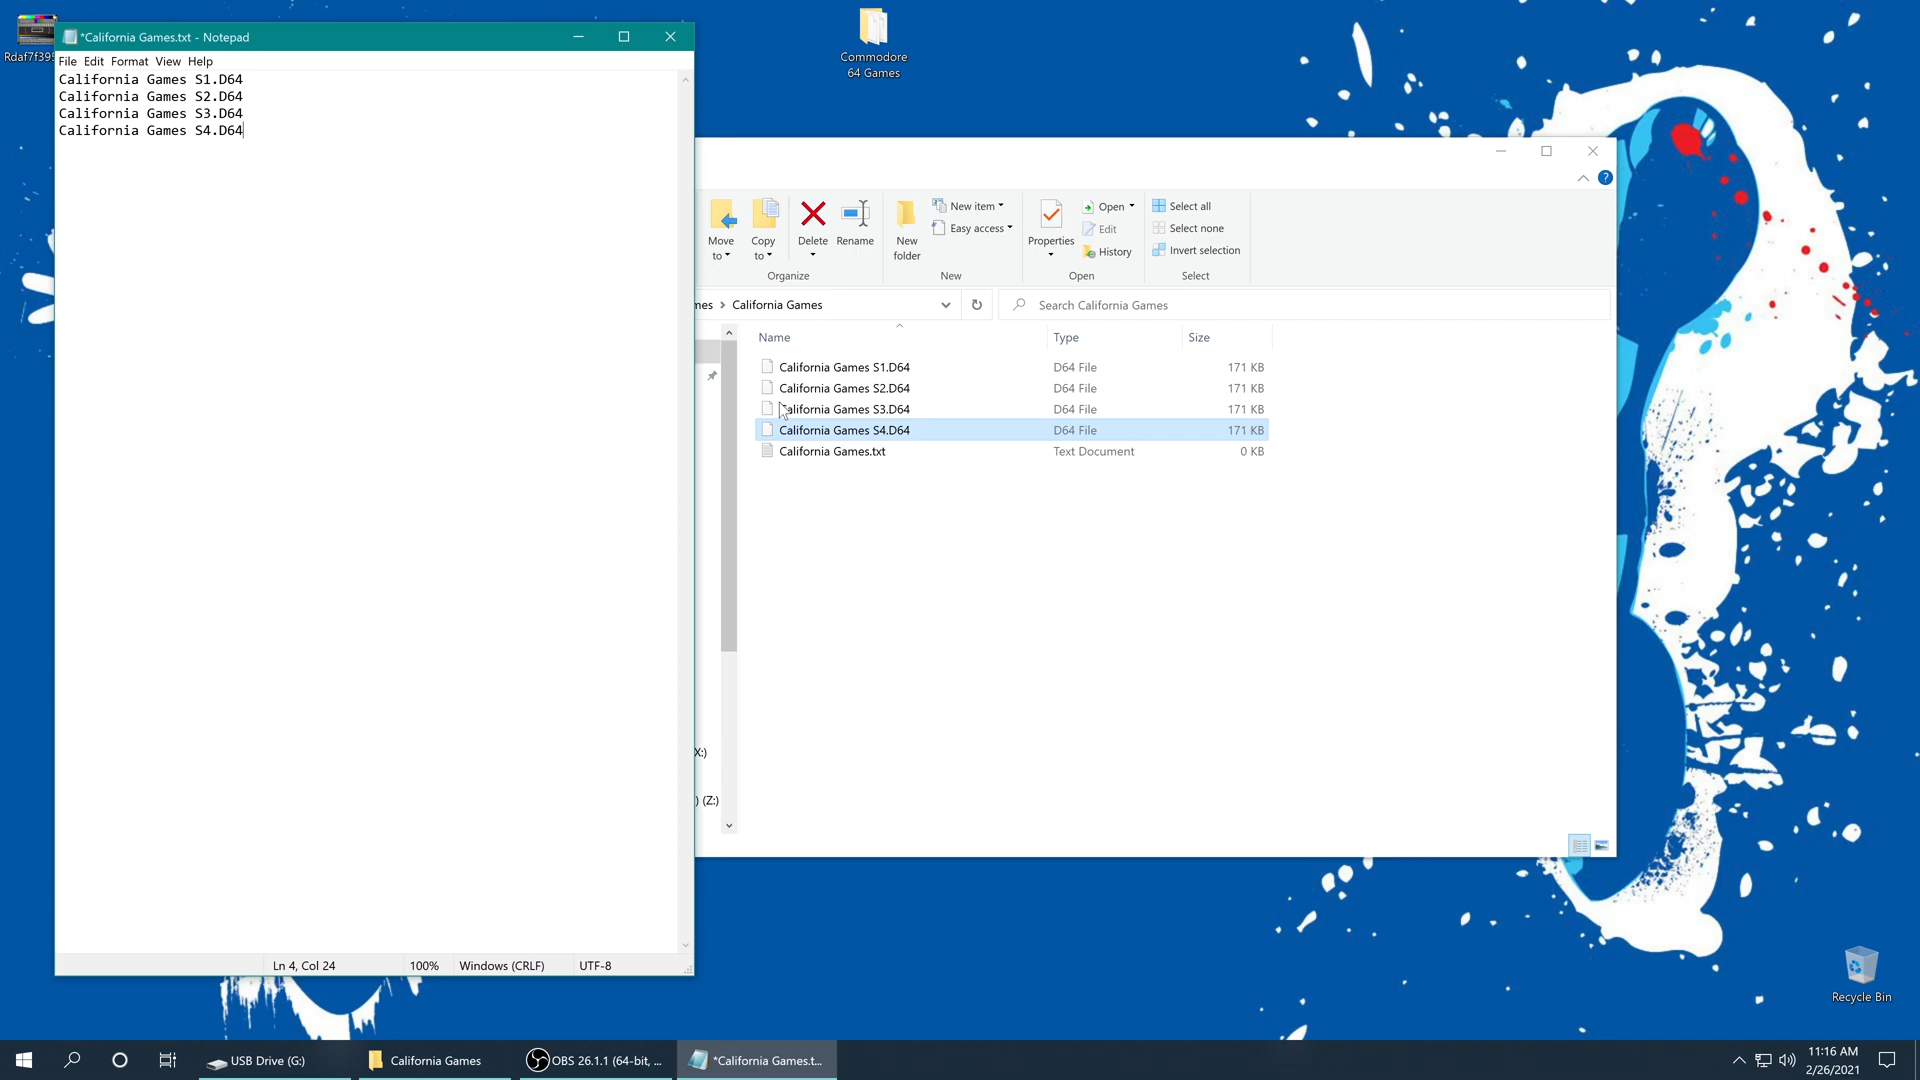 Rdaf7f395
Commodore
64 Games
*California Games.txt - Notepad
File Edit Format View Help
California Games S1.D64
California Games S2.D64
California Games S3.D64
California Games S4.D64
Ln 4, Col 24 100% Windows (CRLF) UTF-8
Move to
Copy to
Delete
Rename
New folder
New item
Easy access
Properties
Open
Edit
History
Select all
Select none
Invert selection
Organize New Open Select
mes > California Games
Search California Games
Name Type Size
California Games S1.D64 D64 File 171 KB
California Games S2.D64 D64 File 171 KB
California Games S3.D64 D64 File 171 KB
California Games S4.D64 D64 File 171 KB
California Games.txt Text Document 0 KB
X:)
) (Z:)
Recycle Bin
USB Drive (G:)
California Games
OBS 26.1.1 (64-bit, ...
*California Games.t...
11:16 AM
2/26/2021